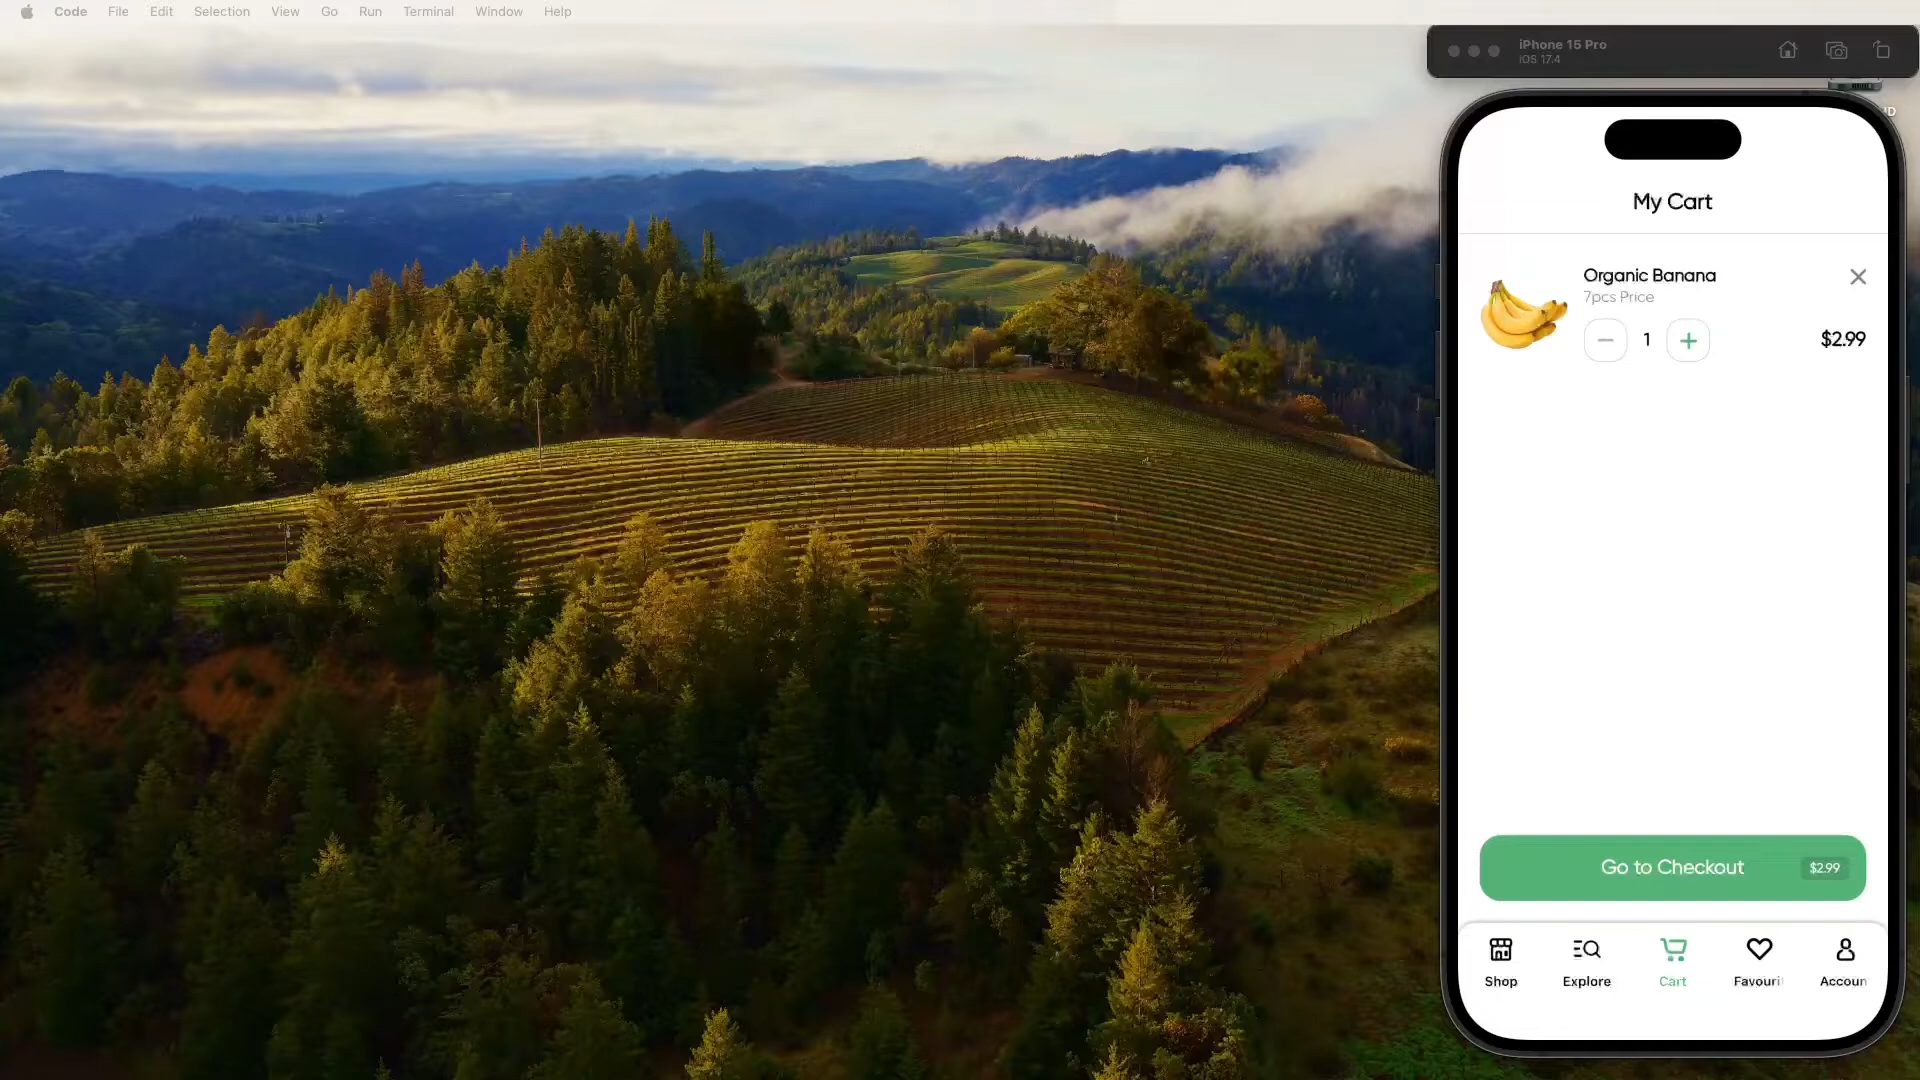 Code File Edit Selection View Go Run Terminal Window Help
iPhone 15 Pro
iOS 17.4
My Cart
Organic Banana
7pcs Price
1
$2.99
Go to Checkout
$2.99
Shop Explore Cart Favouri Accoun